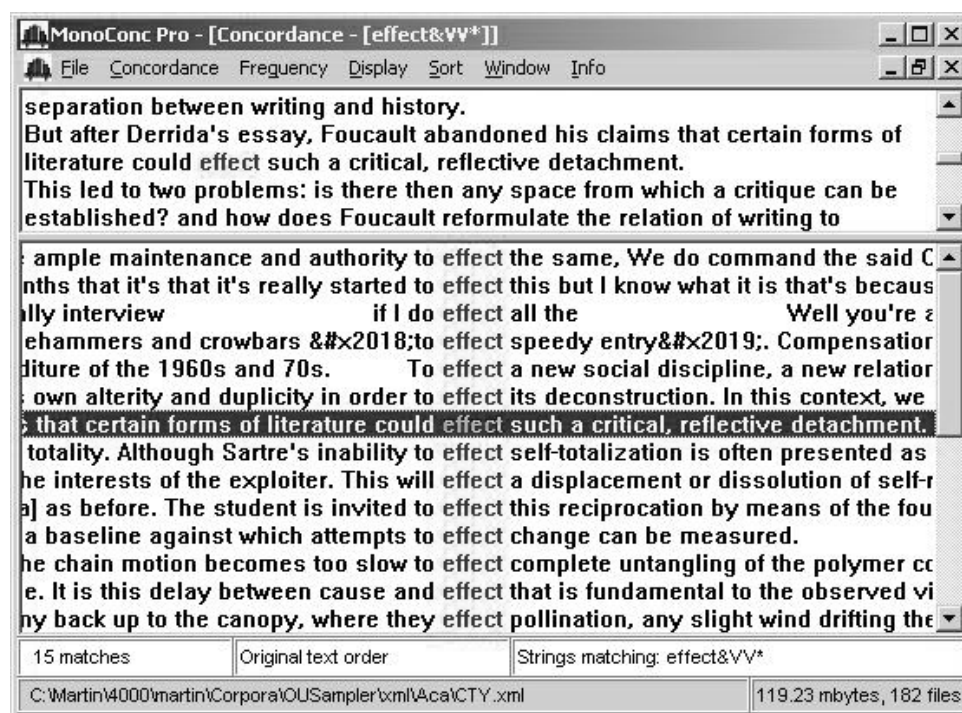 MonoConc Pro - [Concordance - [effect&VV*]]
File Concordance Frequency Display Sort Window Info
separation between writing and history.
But after Derrida's essay, Foucault abandoned his claims that certain forms of
literature could effect such a critical, reflective detachment.
This led to two problems: is there then any space from which a critique can be
established? and how does Foucault reformulate the relation of writing to
ample maintenance and authority to effect the same, We do command the said C
nths that it's that it's really started to effect this but I know what it is that's becaus
lly interview if I do effect all the Well you're a
ehammers and crowbars &#x2018;to effect speedy entry&#x2019;. Compensation
diture of the 1960s and 70s. To effect a new social discipline, a new relation
own alterity and duplicity in order to effect its deconstruction. In this context, we
that certain forms of literature could effect such a critical, reflective detachment.
totality. Although Sartre's inability to effect self-totalization is often presented as
he interests of the exploiter. This will effect a displacement or dissolution of self-r
a] as before. The student is invited to effect this reciprocation by means of the fou
a baseline against which attempts to effect change can be measured.
he chain motion becomes too slow to effect complete untangling of the polymer cc
e. It is this delay between cause and effect that is fundamental to the observed vi
ny back up to the canopy, where they effect pollination, any slight wind drifting the
15 matches Original text order Strings matching: effect&VV*
C:\Martin\4000\martin\Corpora\OUSampler\xml\Aca\CTY.xml 119.23 mbytes, 182 files